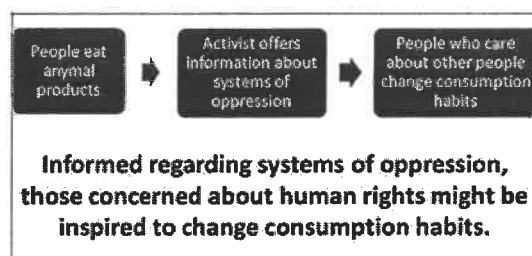 People eat
anymal
products
Activist offers
information about
systems of
oppression
People who care
about other people
change consumption
habits
Informed regarding systems of oppression,
those concerned about human rights might be
inspired to change consumption habits.